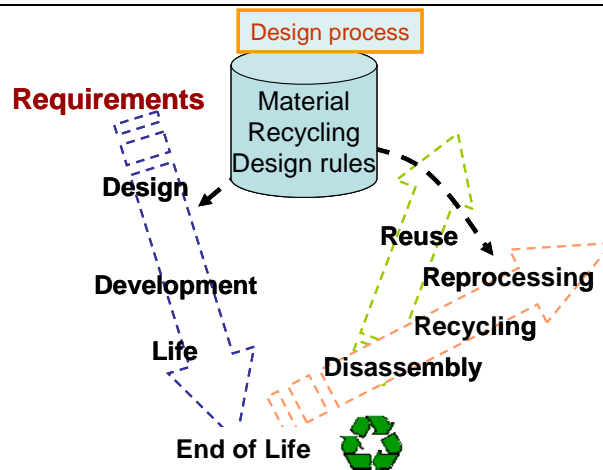 Design process
Requirements
Material
Recycling
Design rules
Design
Reuse
Development
Reprocessing
Recycling
Life
Disassembly
End of Life